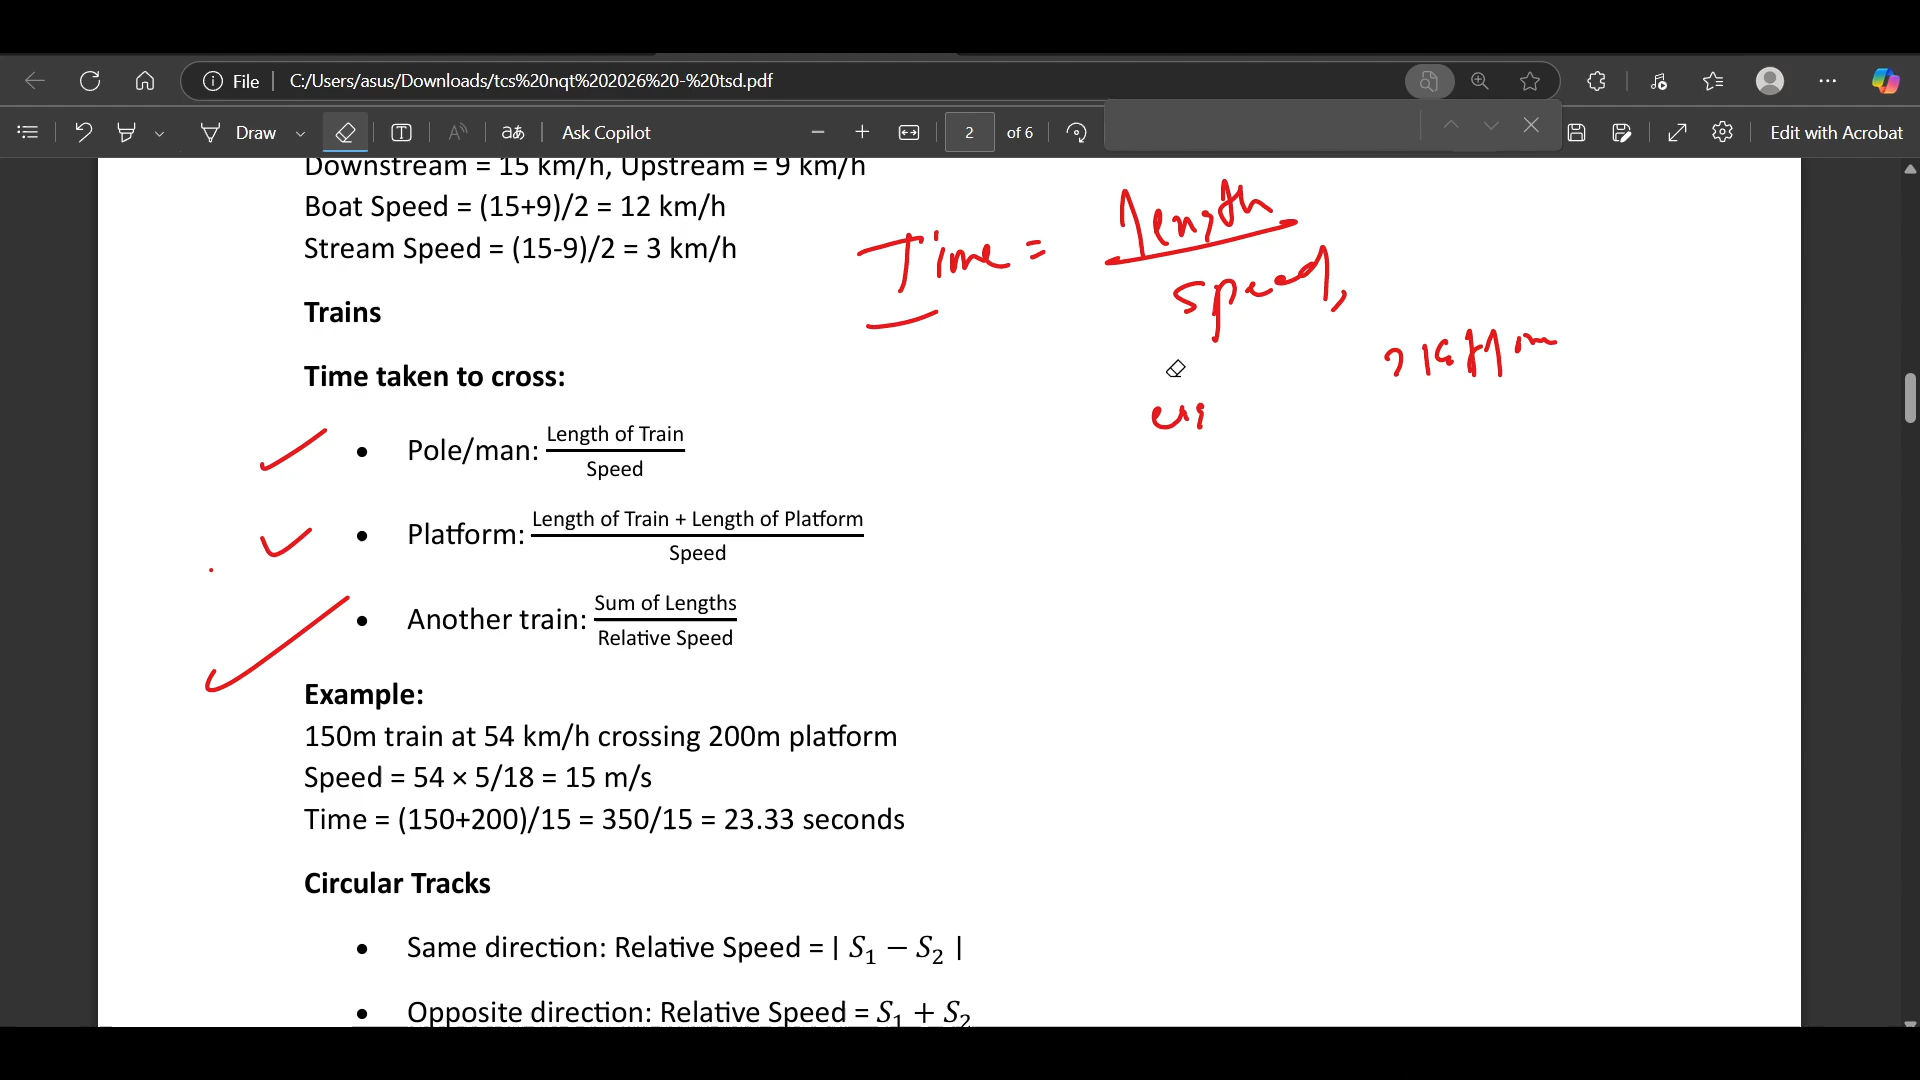 File C:/Users/asus/Downloads/tcs%20nqt%202026%20-%20tsd.pdf
Draw Ask Copilot 2 of 6 Edit with Acrobat
Downstream = 15 km/h, Upstream = 9 km/h
Boat Speed = (15+9)/2 = 12 km/h
Stream Speed = (15-9)/2 = 3 km/h
Time = length / speed,
Trains
Time taken to cross:
• Pole/man: Length of Train / Speed
• Platform: Length of Train + Length of Platform / Speed
• Another train: Sum of Lengths / Relative Speed
Example:
150m train at 54 km/h crossing 200m platform
Speed = 54 × 5/18 = 15 m/s
Time = (150+200)/15 = 350/15 = 23.33 seconds
Circular Tracks
• Same direction: Relative Speed = | S₁ − S₂ |
• Opposite direction: Relative Speed = S₁ + S₂